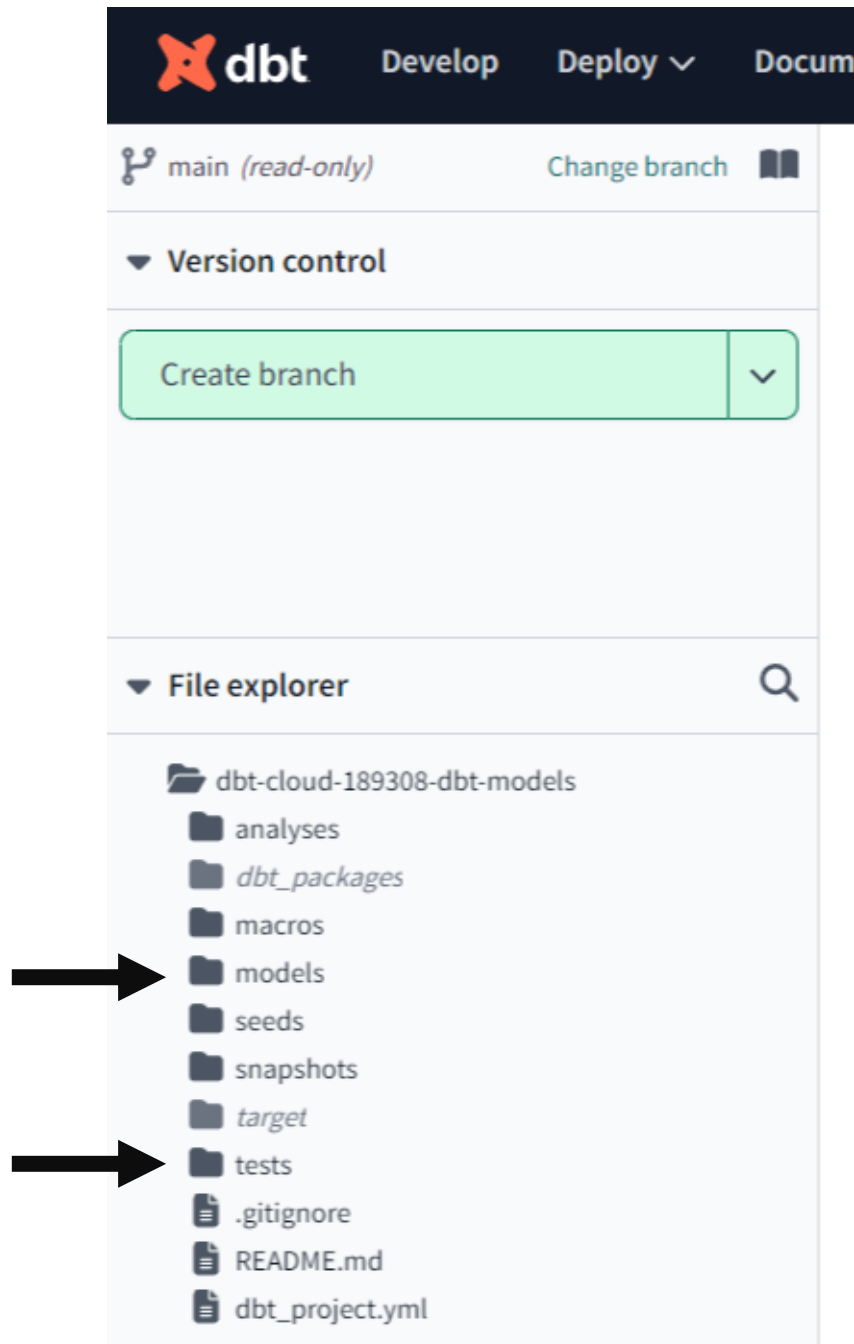 dbt Develop Deploy Docum
main (read-only) Change branch
Version control
Create branch
File explorer
dbt-cloud-189308-dbt-models
analyses
dbt_packages
macros
models
seeds
snapshots
target
tests
.gitignore
README.md
dbt_project.yml